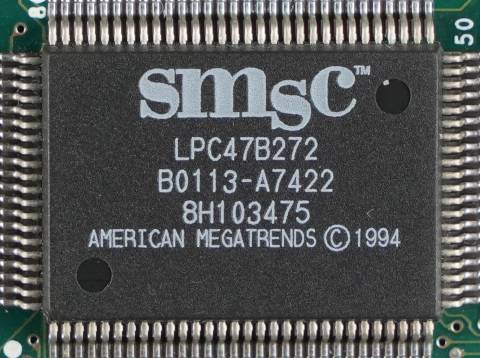 smsc™
LPC47B272
B0113-A7422
8H103475
AMERICAN MEGATRENDS ©1994
50